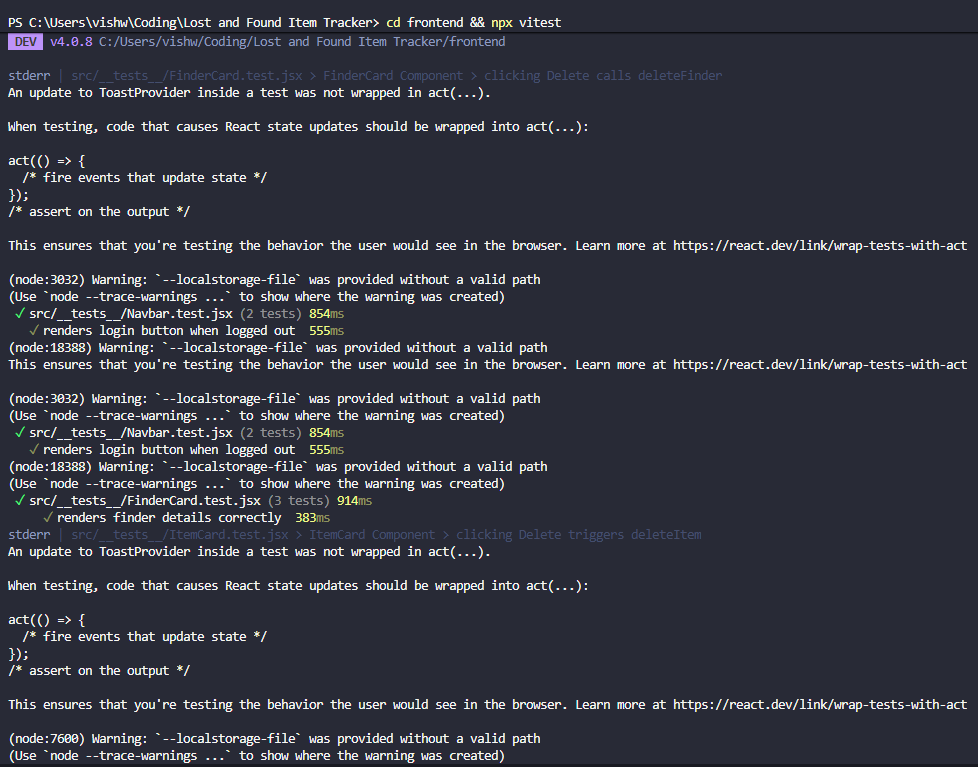 PS C:\Users\vishw\Coding\Lost and Found Item Tracker> cd frontend && npx vitest
DEV v4.0.8 C:/Users/vishw/Coding/Lost and Found Item Tracker/frontend
stderr | src/__tests__/FinderCard.test.jsx > FinderCard Component > clicking Delete calls deleteFinder
An update to ToastProvider inside a test was not wrapped in act(...).
When testing, code that causes React state updates should be wrapped into act(...):
act(() => {
  /* fire events that update state */
});
/* assert on the output */
This ensures that you're testing the behavior the user would see in the browser. Learn more at https://react.dev/link/wrap-tests-with-act
(node:3032) Warning: `--localstorage-file` was provided without a valid path
(Use `node --trace-warnings ...` to show where the warning was created)
✓ src/__tests__/Navbar.test.jsx (2 tests) 854ms
✓ renders login button when logged out 555ms
(node:18388) Warning: `--localstorage-file` was provided without a valid path
This ensures that you're testing the behavior the user would see in the browser. Learn more at https://react.dev/link/wrap-tests-with-act
(node:3032) Warning: `--localstorage-file` was provided without a valid path
(Use `node --trace-warnings ...` to show where the warning was created)
✓ src/__tests__/Navbar.test.jsx (2 tests) 854ms
✓ renders login button when logged out 555ms
(node:18388) Warning: `--localstorage-file` was provided without a valid path
(Use `node --trace-warnings ...` to show where the warning was created)
✓ src/__tests__/FinderCard.test.jsx (3 tests) 914ms
✓ renders finder details correctly 383ms
stderr | src/__tests__/ItemCard.test.jsx > ItemCard Component > clicking Delete triggers deleteItem
An update to ToastProvider inside a test was not wrapped in act(...).
When testing, code that causes React state updates should be wrapped into act(...):
act(() => {
  /* fire events that update state */
});
/* assert on the output */
This ensures that you're testing the behavior the user would see in the browser. Learn more at https://react.dev/link/wrap-tests-with-act
(node:7600) Warning: `--localstorage-file` was provided without a valid path
(Use `node --trace-warnings ...` to show where the warning was created)